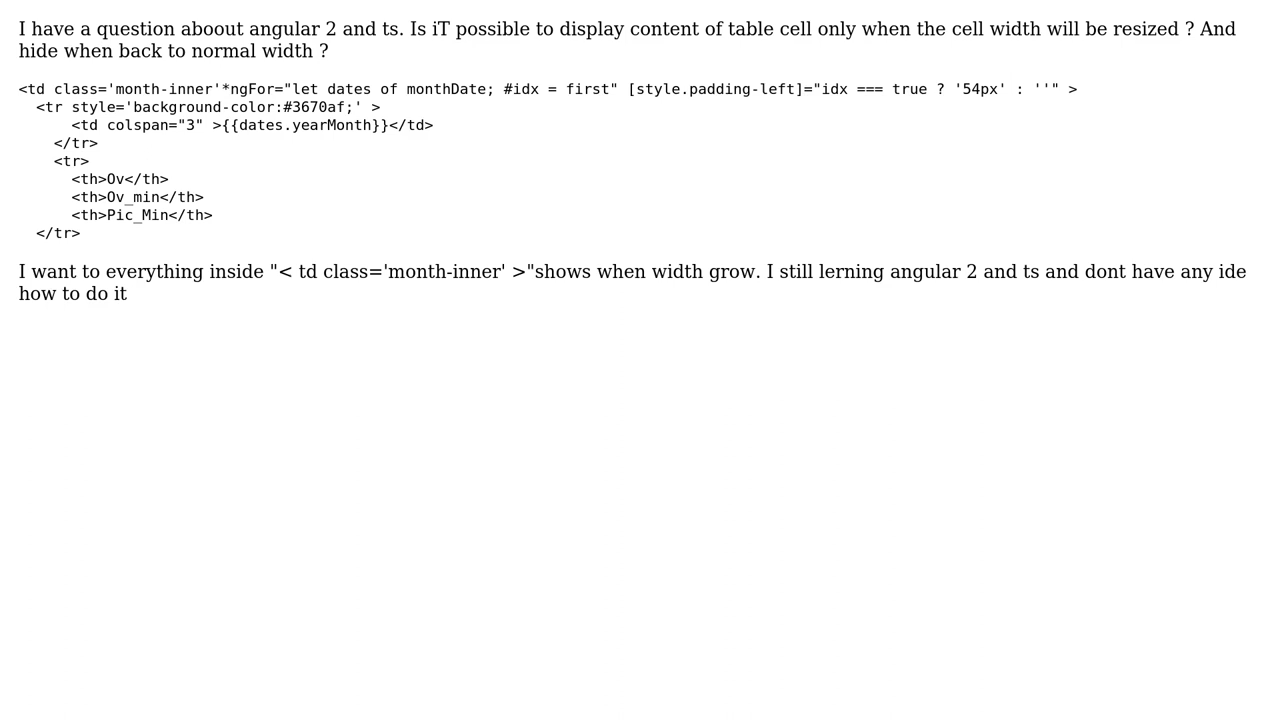 I have a question aboout angular 2 and ts. Is iT possible to display content of table cell only when the cell width will be resized ? And
hide when back to normal width ?
<td class='month-inner'*ngFor="let dates of monthDate; #idx = first" [style.padding-left]="idx === true ? '54px' : ''" >
  <tr style='background-color:#3670af;' >
      <td colspan="3" >{{dates.yearMonth}}</td>
    </tr>
    <tr>
      <th>Ov</th>
      <th>Ov_min</th>
      <th>Pic_Min</th>
  </tr>
I want to everything inside "< td class='month-inner' >"shows when width grow. I still lerning angular 2 and ts and dont have any ide
how to do it